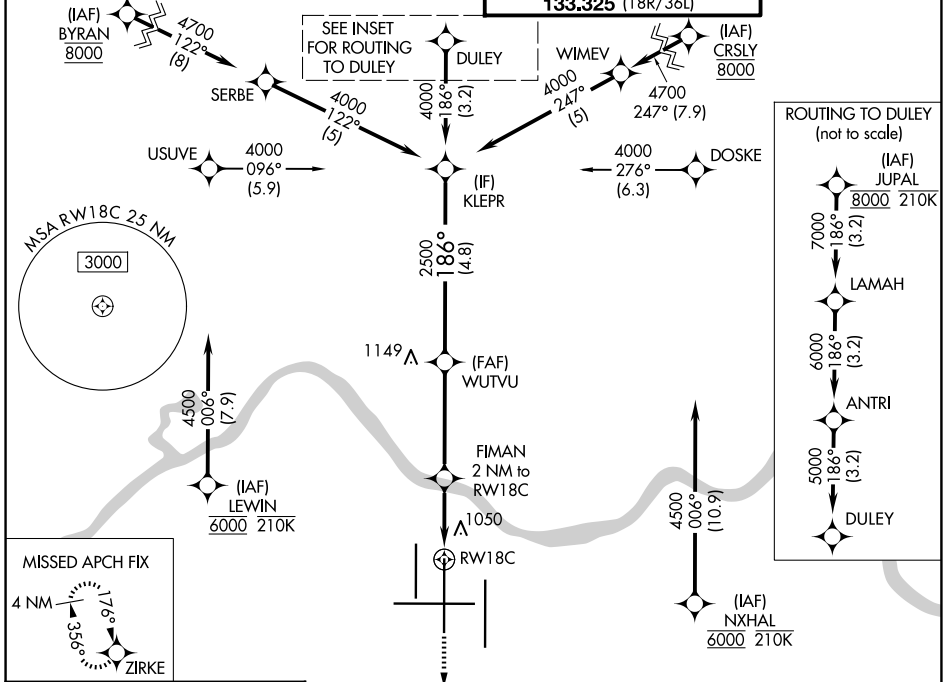 133.325 (18R/36L)
(IAF)
BYRAN
8000
4700
122°
(8)
SERBE
4000
122°
(5)
SEE INSET
FOR ROUTING
TO DULEY
DULEY
4000
186°
(3.2)
WIMEV
4000
247°
(5)
(IAF)
CRSLY
8000
4700
247° (7.9)
USUVE
4000
096°
(5.9)
(IF)
KLEPR
4000
276°
(6.3)
DOSKE
MSA RW18C 25 NM
3000
2500
186°
(4.8)
1149
(FAF)
WUTVU
4500
006°
(7.9)
(IAF)
LEWIN
6000 210K
FIMAN
2 NM to
RW18C
1050
RW18C
4500
006°
(10.9)
(IAF)
NXHAL
6000 210K
ROUTING TO DULEY
(not to scale)
(IAF)
JUPAL
8000 210K
7000
186°
(3.2)
LAMAH
6000
186°
(3.2)
ANTRI
5000
186°
(3.2)
DULEY
MISSED APCH FIX
4 NM
176°
356°
ZIRKE